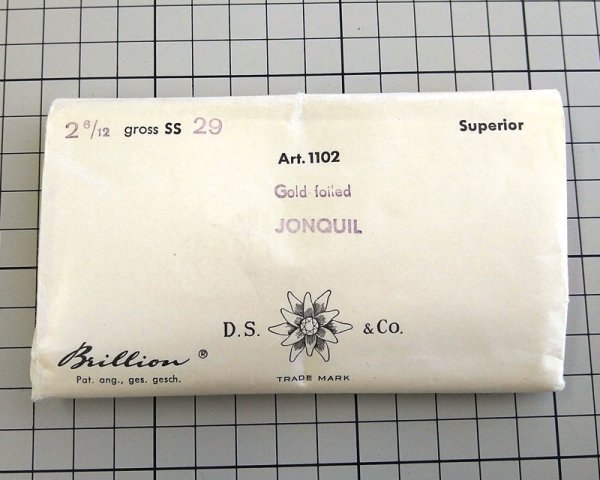 2 6/12 gross SS 29 Superior
Art. 1102
Gold foiled
JONQUIL
D. S. & Co.
Brillion ®
Pat. ang., ges. gesch.
TRADE MARK